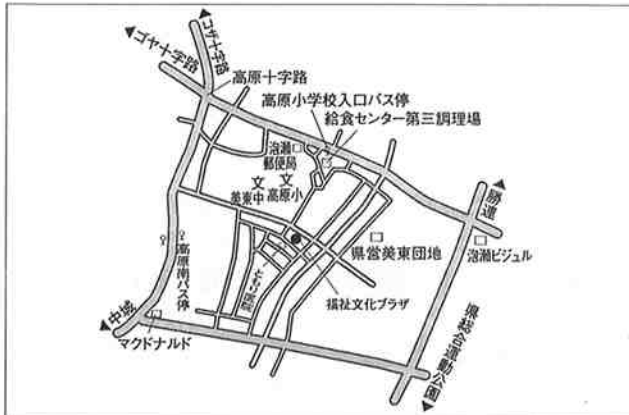 ゴヤ十字路
コザ十字路
高原十字路
高原小学校入口バス停
給食センター第三調理場
泡瀬
郵便局
文
美東中
文
高原小
勝連
県営美東団地
泡瀬ビジュル
高原南バス停
福祉文化プラザ
中城
マクドナルド
県総合運動公園